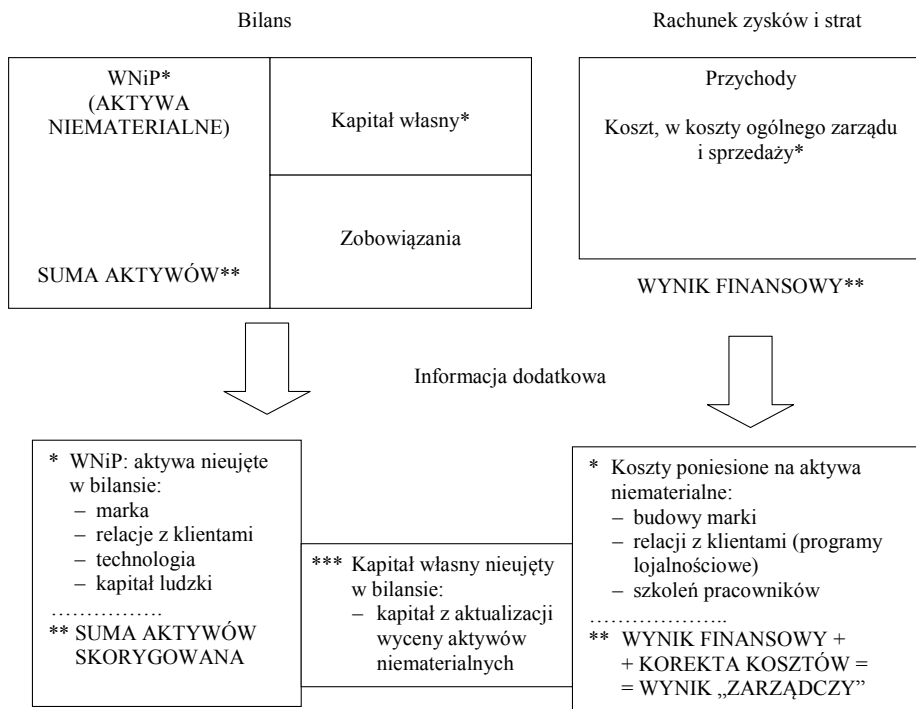 Bilans
Rachunek zysków i strat
WNiP*
(AKTYWA
NIEMATERIALNE)
SUMA AKTYWÓW**
Kapitał własny*
Zobowiązania
Przychody
Koszt, w koszty ogólnego zarządu
i sprzedaży*
WYNIK FINANSOWY**
Informacja dodatkowa
* WNiP: aktywa nieujęte
w bilansie:
– marka
– relacje z klientami
– technologia
– kapitał ludzki
…………….
** SUMA AKTYWÓW
SKORYGOWANA
*** Kapitał własny nieujęty
w bilansie:
– kapitał z aktualizacji
wyceny aktywów
niematerialnych
* Koszty poniesione na aktywa
niematerialne:
– budowy marki
– relacji z klientami (programy
lojalnościowe)
– szkoleń pracowników
………………..
** WYNIK FINANSOWY +
+ KOREKTA KOSZTÓW =
= WYNIK „ZARZĄDCZY”